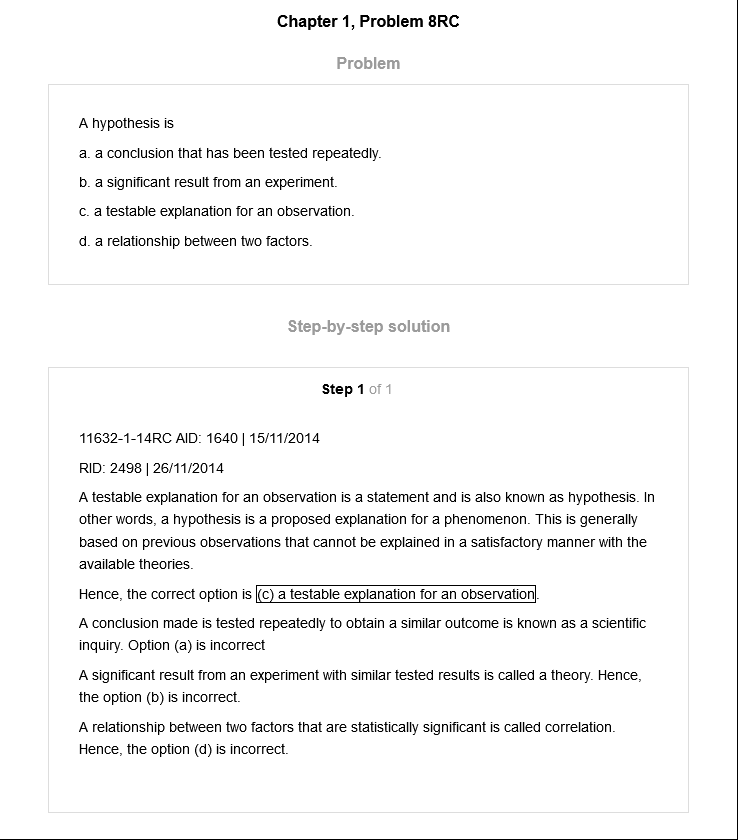 Chapter 1, Problem 8RC
Problem
A hypothesis is
a. a conclusion that has been tested repeatedly.
b. a significant result from an experiment.
c. a testable explanation for an observation.
d. a relationship between two factors.
Step-by-step solution
Step 1 of 1
11632-1-14RC AID: 1640 | 15/11/2014
RID: 2498 | 26/11/2014
A testable explanation for an observation is a statement and is also known as hypothesis. In
other words, a hypothesis is a proposed explanation for a phenomenon. This is generally
based on previous observations that cannot be explained in a satisfactory manner with the
available theories.
Hence, the correct option is (c) a testable explanation for an observation.
A conclusion made is tested repeatedly to obtain a similar outcome is known as a scientific
inquiry. Option (a) is incorrect
A significant result from an experiment with similar tested results is called a theory. Hence,
the option (b) is incorrect.
A relationship between two factors that are statistically significant is called correlation.
Hence, the option (d) is incorrect.